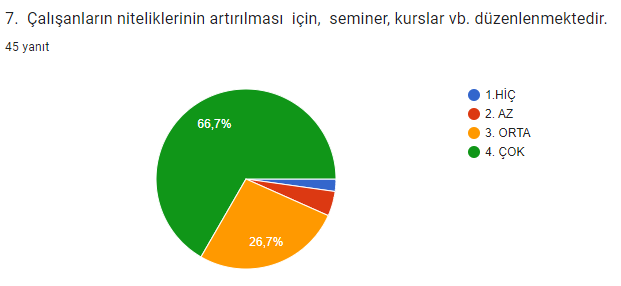 7.  Çalışanların niteliklerinin artırılması  için,  seminer, kurslar vb. düzenlenmektedir.
45 yanıt
66,7%
26,7%
1.HİÇ
2. AZ
3. ORTA
4. ÇOK